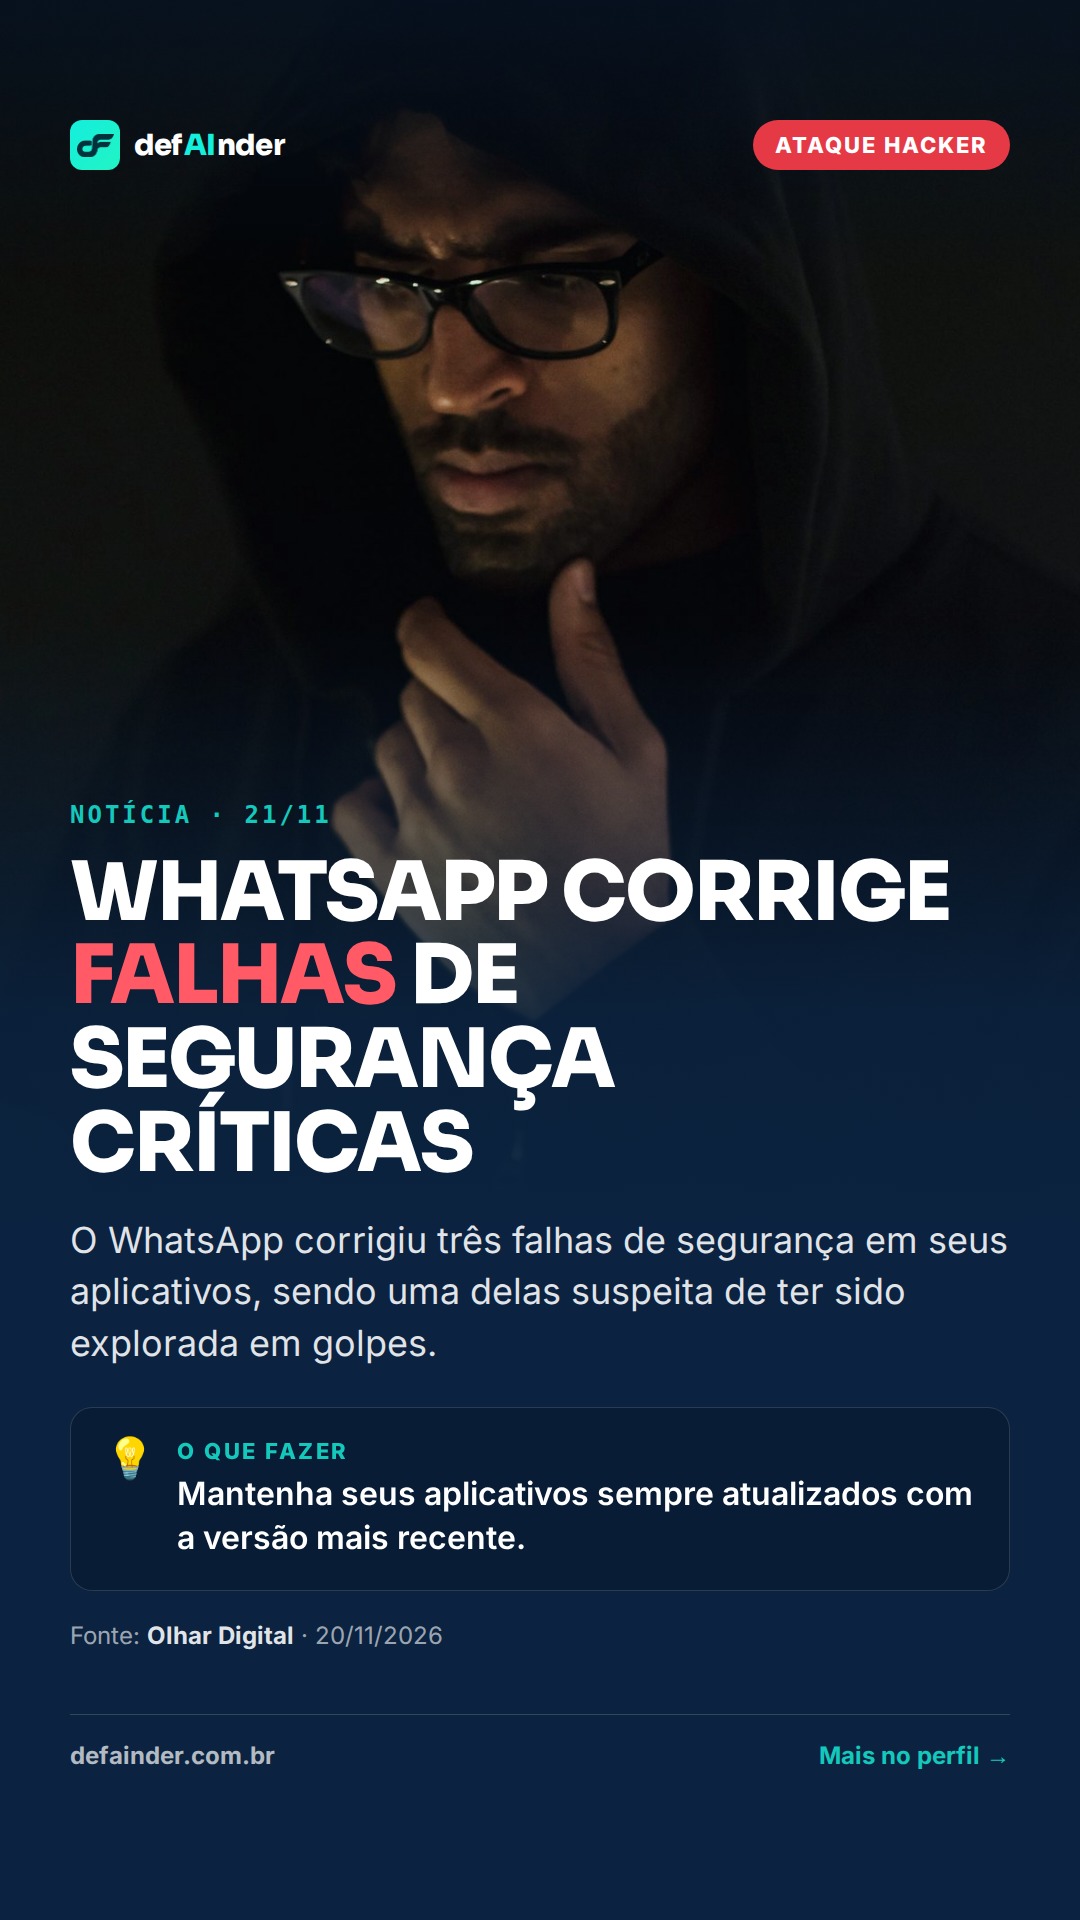 defAInder
ATAQUE HACKER
NOTÍCIA · 21/11
WHATSAPP CORRIGE
FALHAS DE
SEGURANÇA
CRÍTICAS
O WhatsApp corrigiu três falhas de segurança em seus
aplicativos, sendo uma delas suspeita de ter sido
explorada em golpes.
O QUE FAZER
Mantenha seus aplicativos sempre atualizados com
a versão mais recente.
Fonte: Olhar Digital · 20/11/2026
defainder.com.br
Mais no perfil →